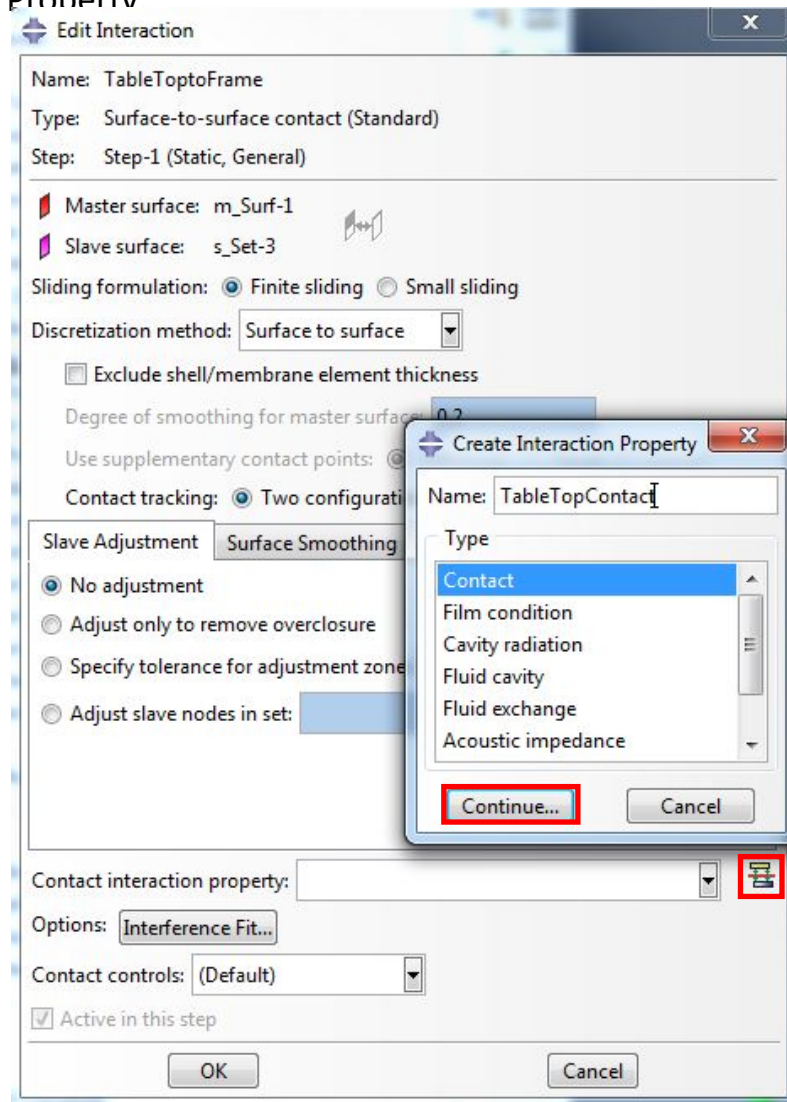 Property
Edit Interaction
Name: TableToptoFrame
Type: Surface-to-surface contact (Standard)
Step: Step-1 (Static, General)
Master surface: m_Surf-1
Slave surface: s_Set-3
Sliding formulation: Finite sliding Small sliding
Discretization method: Surface to surface
Exclude shell/membrane element thickness
Degree of smoothing for master surface: 0.2
Use supplementary contact points:
Contact tracking: Two configurati
Slave Adjustment Surface Smoothing
No adjustment
Adjust only to remove overclosure
Specify tolerance for adjustment zone
Adjust slave nodes in set:
Create Interaction Property
Name: TableTopContact
Type
Contact
Film condition
Cavity radiation
Fluid cavity
Fluid exchange
Acoustic impedance
Continue... Cancel
Contact interaction property:
Options: Interference Fit...
Contact controls: (Default)
Active in this step
OK Cancel